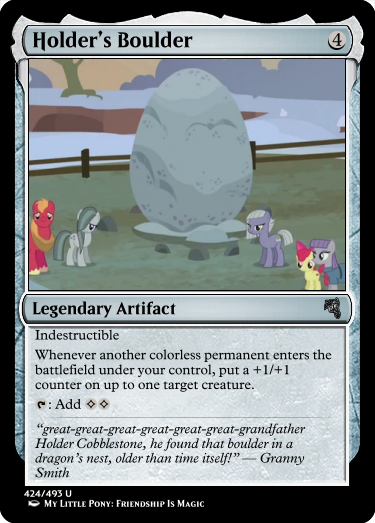 Holder's Boulder 4
Legendary Artifact
Indestructible
Whenever another colorless permanent enters the
battlefield under your control, put a +1/+1
counter on up to one target creature.
: Add
“great-great-great-great-great-great-grandfather
Holder Cobblestone, he found that boulder in a
dragon's nest, older than time itself!” — Granny
Smith
424/493 U
My Little Pony: Friendship Is Magic